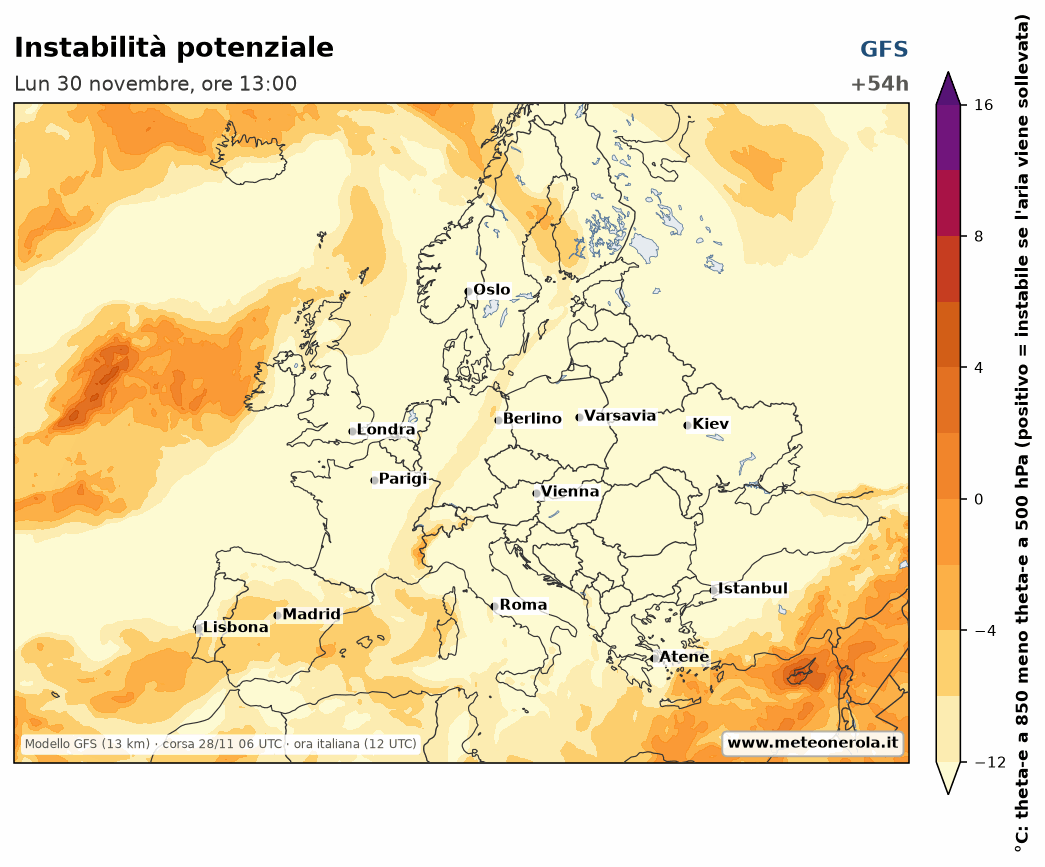 Instabilità potenziale
GFS
Lun 30 novembre, ore 13:00
+54h
Oslo
Berlino
Varsavia
Kiev
Londra
Parigi
Vienna
Istanbul
Roma
Madrid
Lisbona
Atene
Modello GFS (13 km) · corsa 28/11 06 UTC · ora italiana (12 UTC)
www.meteonerola.it
16
8
4
0
−4
−12
°C: theta-e a 850 meno theta-e a 500 hPa (positivo = instabile se l'aria viene sollevata)